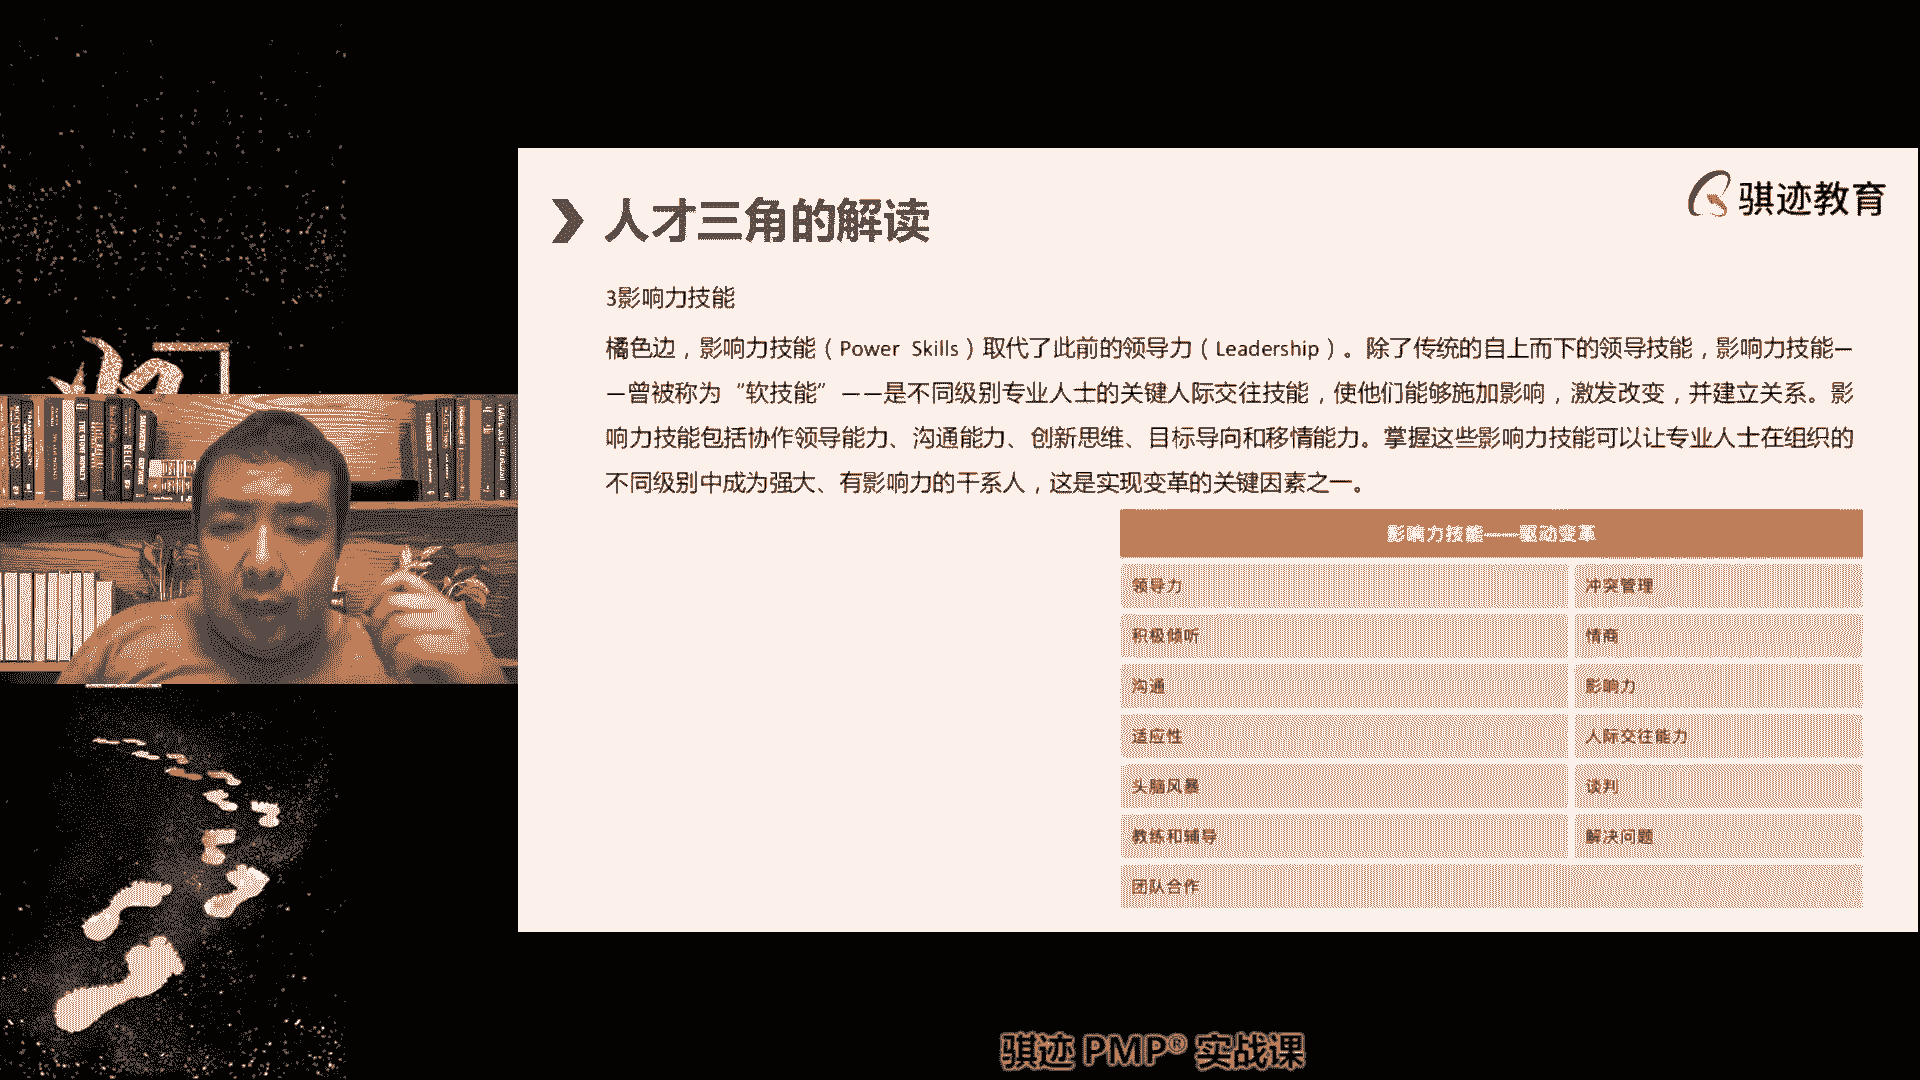 骐迹教育
人才三角的解读
3影响力技能
橘色边，影响力技能（Power Skills）取代了此前的领导力（Leadership）。除了传统的自上而下的领导技能，影响力技能—
—曾被称为“软技能”——是不同级别专业人士的关键人际交往技能，使他们能够施加影响，激发改变，并建立关系。影
响力技能包括协作领导能力、沟通能力、创新思维、目标导向和移情能力。掌握这些影响力技能可以让专业人士在组织的
不同级别中成为强大、有影响力的干系人，这是实现变革的关键因素之一。
影响力技能——驱动变革
领导力 冲突管理
积极倾听 情商
沟通 影响力
适应性 人际交往能力
头脑风暴 谈判
教练和辅导 解决问题
团队合作
骐迹 PMP® 实战课